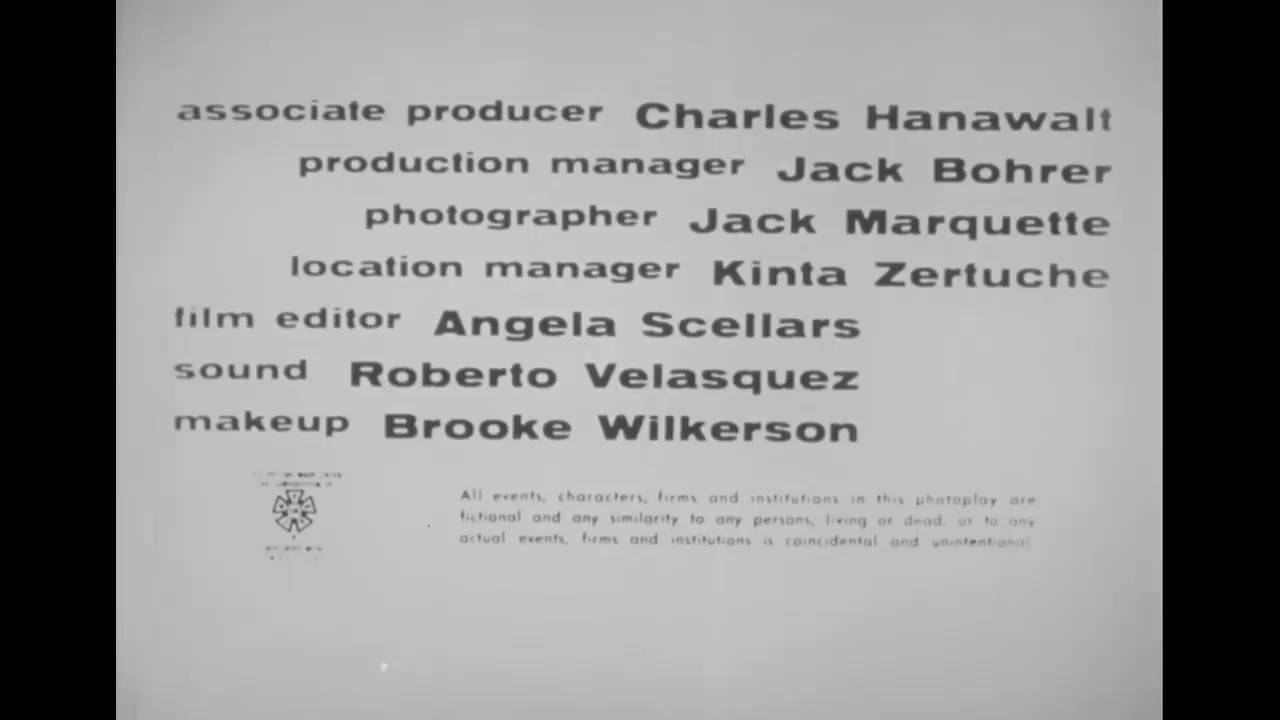 associate producer Charles Hanawalt
production manager Jack Bohrer
photographer Jack Marquette
location manager Kinta Zertuche
film editor Angela Scellars
sound Roberto Velasquez
makeup Brooke Wilkerson
All events, characters, firms and institutions in this photoplay are
fictional and any similarity to any persons, living or dead, or to any
actual events, firms and institutions is coincidental and unintentional